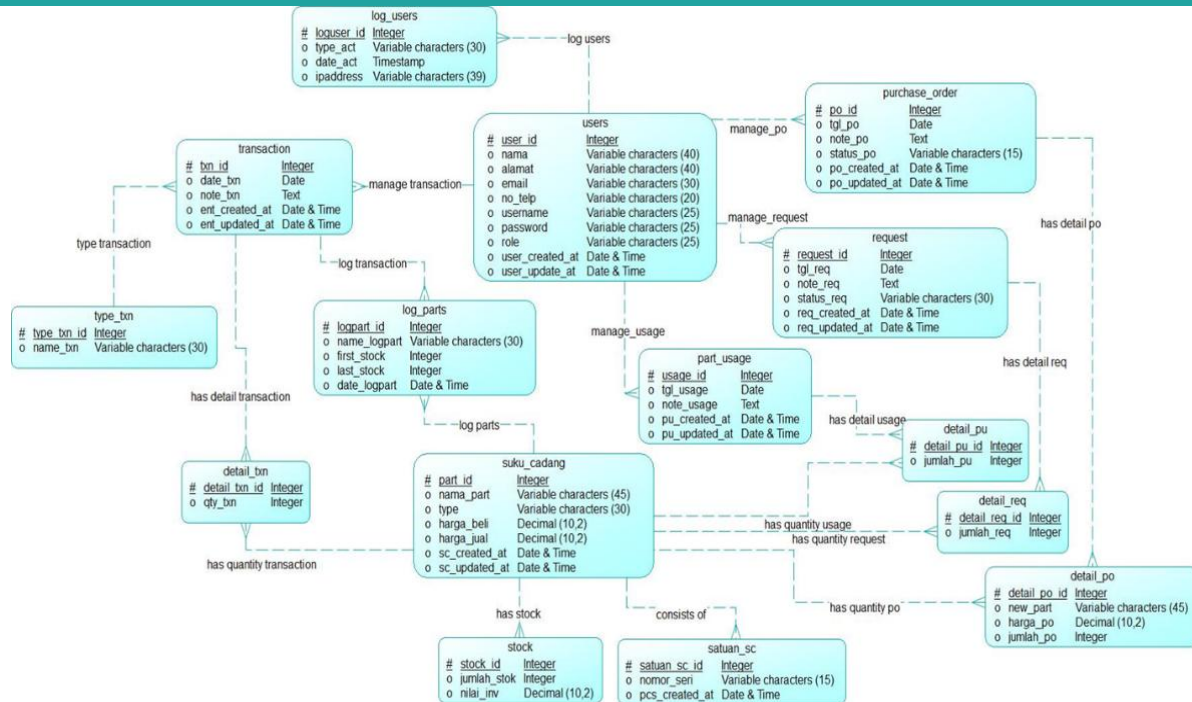 log_users
# loguser_id Integer
o type_act Variable characters (30)
o date_act Timestamp
o ipaddress Variable characters (39)
log users
purchase_order
# po_id Integer
o tgl_po Date
o note_po Text
o status_po Variable characters (15)
o po_created_at Date & Time
o po_updated_at Date & Time
manage_po
users
# user_id Integer
o nama Variable characters (40)
o alamat Variable characters (40)
o email Variable characters (30)
o no_telp Variable characters (20)
o username Variable characters (25)
o password Variable characters (25)
o role Variable characters (25)
o user_created_at Date & Time
o user_update_at Date & Time
transaction
# txn_id Integer
o date_txn Date
o note_txn Text
o ent_created_at Date & Time
o ent_updated_at Date & Time
manage transaction
manage_request
has detail po
request
# request_id Integer
o tgl_req Date
o note_req Text
o status_req Variable characters (30)
o req_created_at Date & Time
o req_updated_at Date & Time
type transaction
log transaction
type_txn
# type_txn_id Integer
o name_txn Variable characters (30)
log_parts
# logpart_id Integer
o name_logpart Variable characters (30)
o first_stock Integer
o last_stock Integer
o date_logpart Date & Time
manage_usage
part_usage
# usage_id Integer
o tgl_usage Date
o note_usage Text
o pu_created_at Date & Time
o pu_updated_at Date & Time
has detail req
has detail transaction
log parts
has detail usage
detail_pu
# detail_pu_id Integer
o jumlah_pu Integer
detail_txn
# detail_txn_id Integer
o qty_txn Integer
suku_cadang
# part_id Integer
o nama_part Variable characters (45)
o type Variable characters (30)
o harga_beli Decimal (10,2)
o harga_jual Decimal (10,2)
o sc_created_at Date & Time
o sc_updated_at Date & Time
detail_req
# detail_req_id Integer
o jumlah_req Integer
has quantity usage
has quantity request
has quantity transaction
detail_po
# detail_po_id Integer
o new_part Variable characters (45)
o harga_po Decimal (10,2)
o jumlah_po Integer
has quantity po
has stock
consists of
stock
# stock_id Integer
o jumlah_stok Integer
o nilai_inv Decimal (10,2)
satuan_sc
# satuan_sc_id Integer
o nomor_seri Variable characters (15)
o pcs_created_at Date & Time